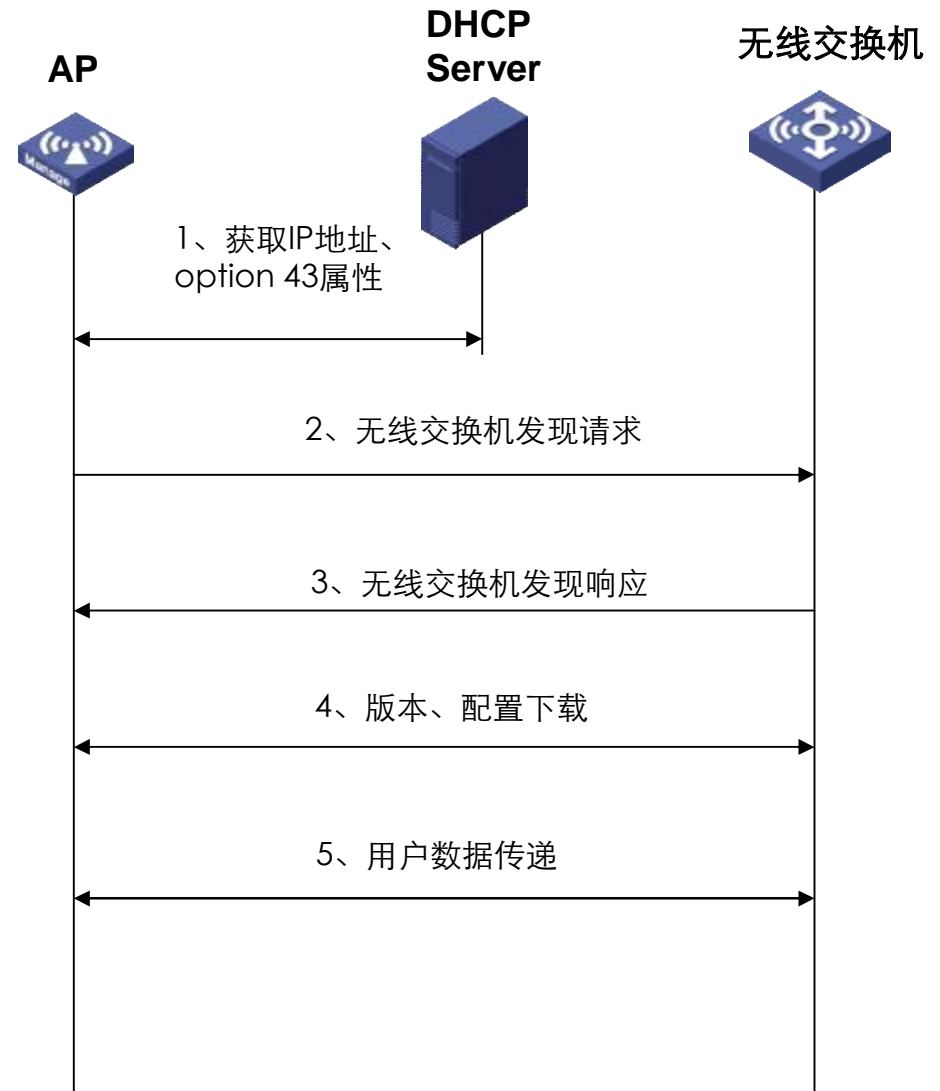 AP
DHCP
Server
无线交换机
Manage
1、获取IP地址、
option 43属性
2、无线交换机发现请求
3、无线交换机发现响应
4、版本、配置下载
5、用户数据传递